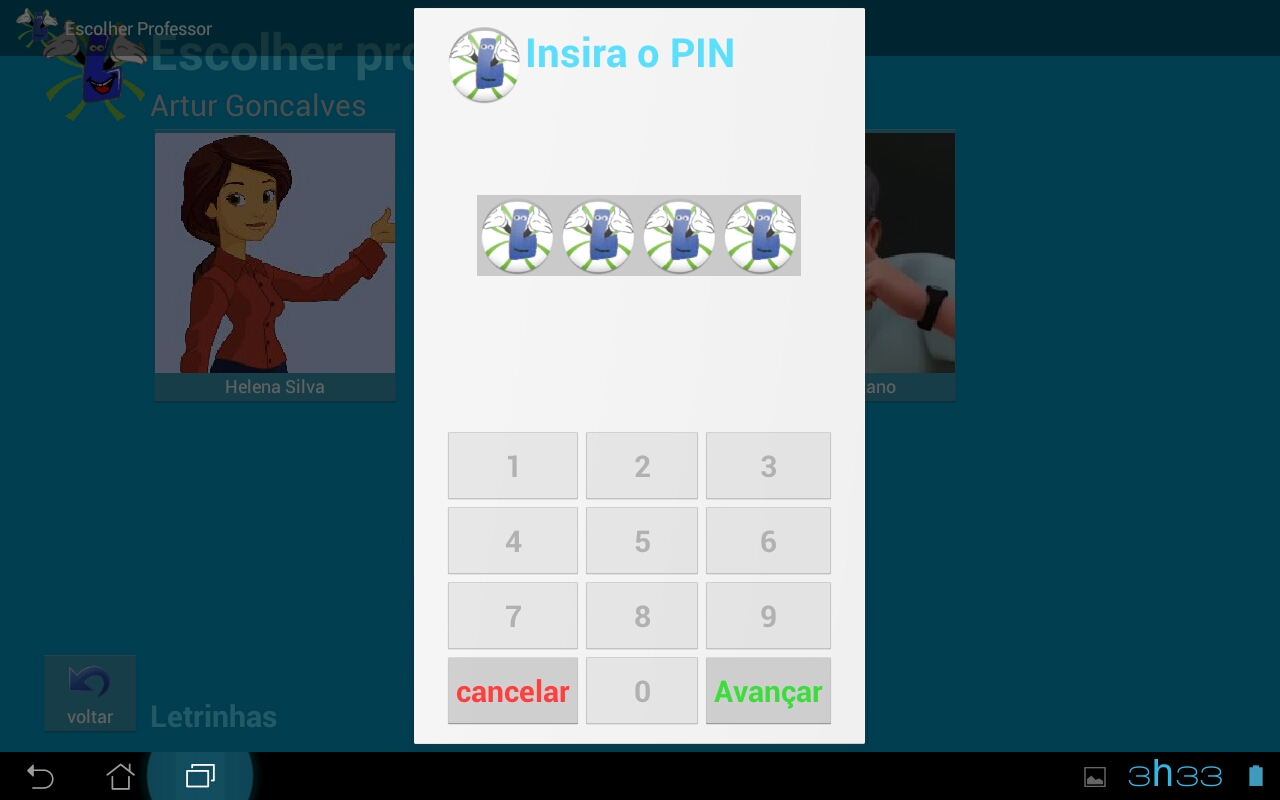 Escolher Professor
Escolher pro
Artur Goncalves
Insira o PIN
Helena Silva
ano
1 2 3
4 5 6
7 8 9
cancelar 0 Avançar
voltar
Letrinhas
3h33